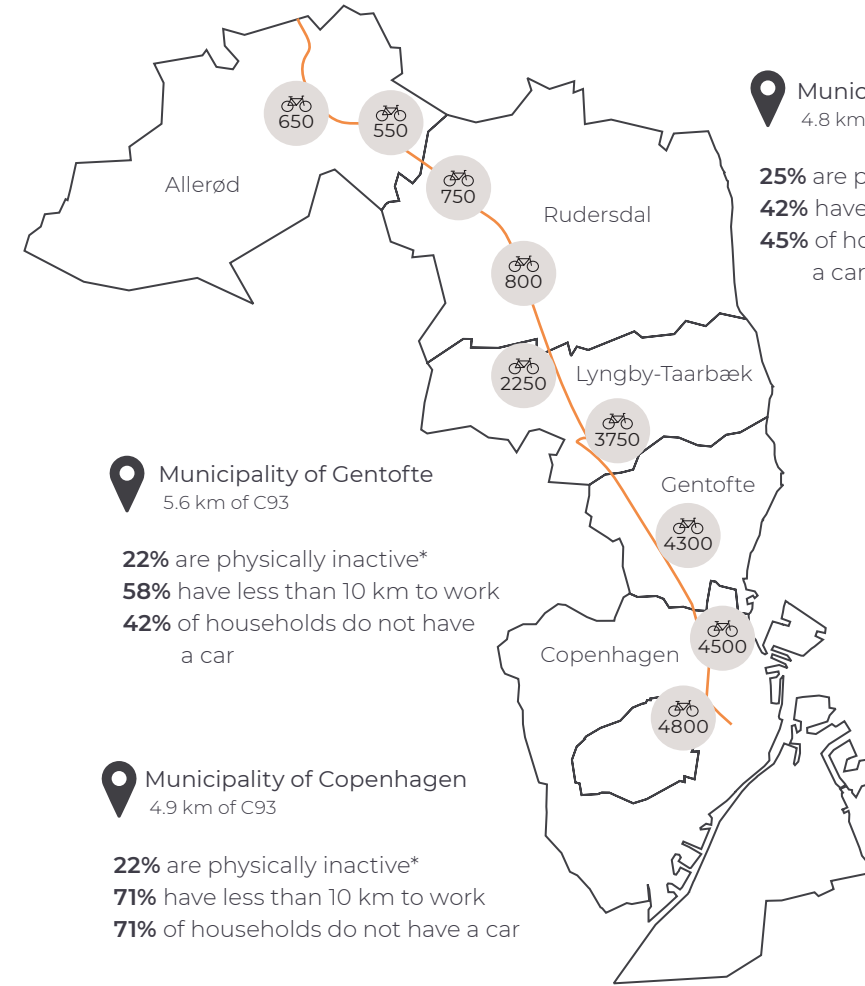 650
550
750
Allerød
Rudersdal
800
2250
Lyngby-Taarbæk
3750
Gentofte
4300
4500
Copenhagen
4800
4.8 km
25% are
42% have
45% of
a car
Municipality of Gentofte
5.6 km of C93
22% are physically inactive*
58% have less than 10 km to work
42% of households do not have
a car
Municipality of Copenhagen
4.9 km of C93
22% are physically inactive*
71% have less than 10 km to work
71% of households do not have a car